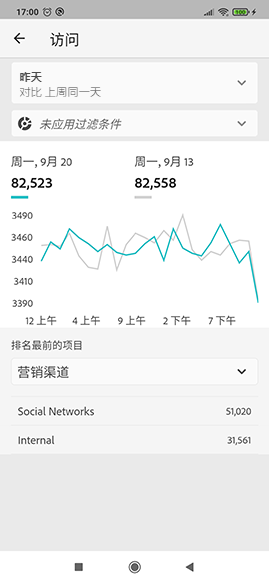 17:00
100
访问
昨天
对比 上周同一天
未应用过滤条件
周一, 9月 20
周一, 9月 13
82,523
82,558
3490
3460
3440
3410
3390
12 上午
4 上午
9 上午
2 下午
7 下午
排名最前的项目
营销渠道
Social Networks
51,020
Internal
31,561